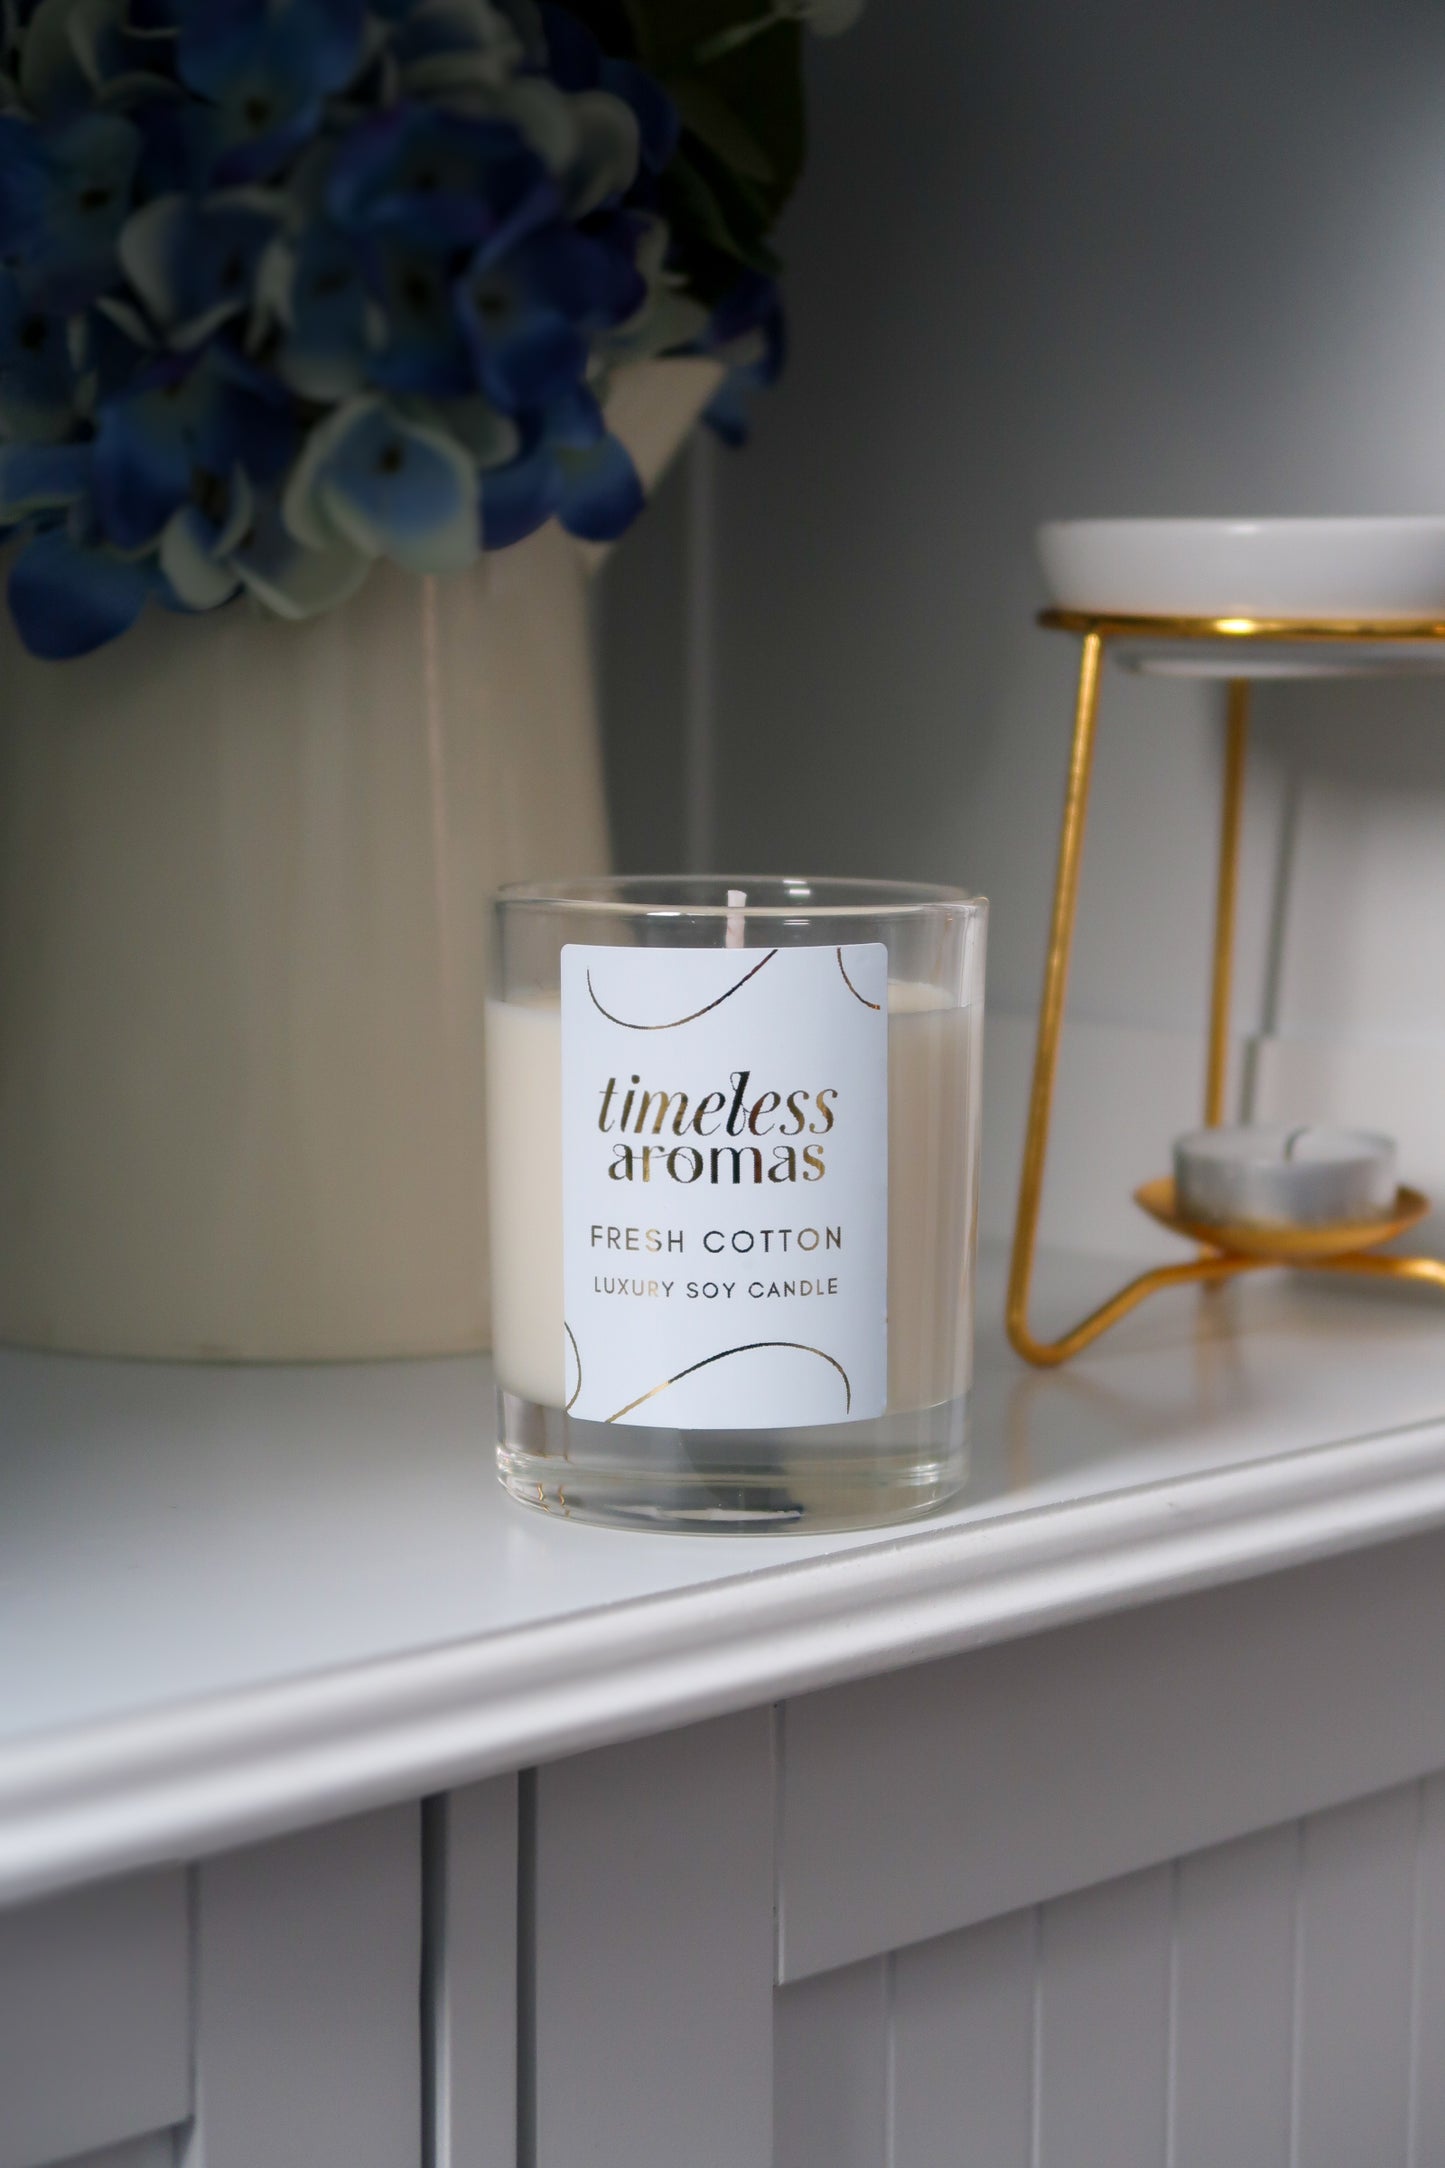 timeless
aromas
FRESH COTTON
LUXURY SOY CANDLE